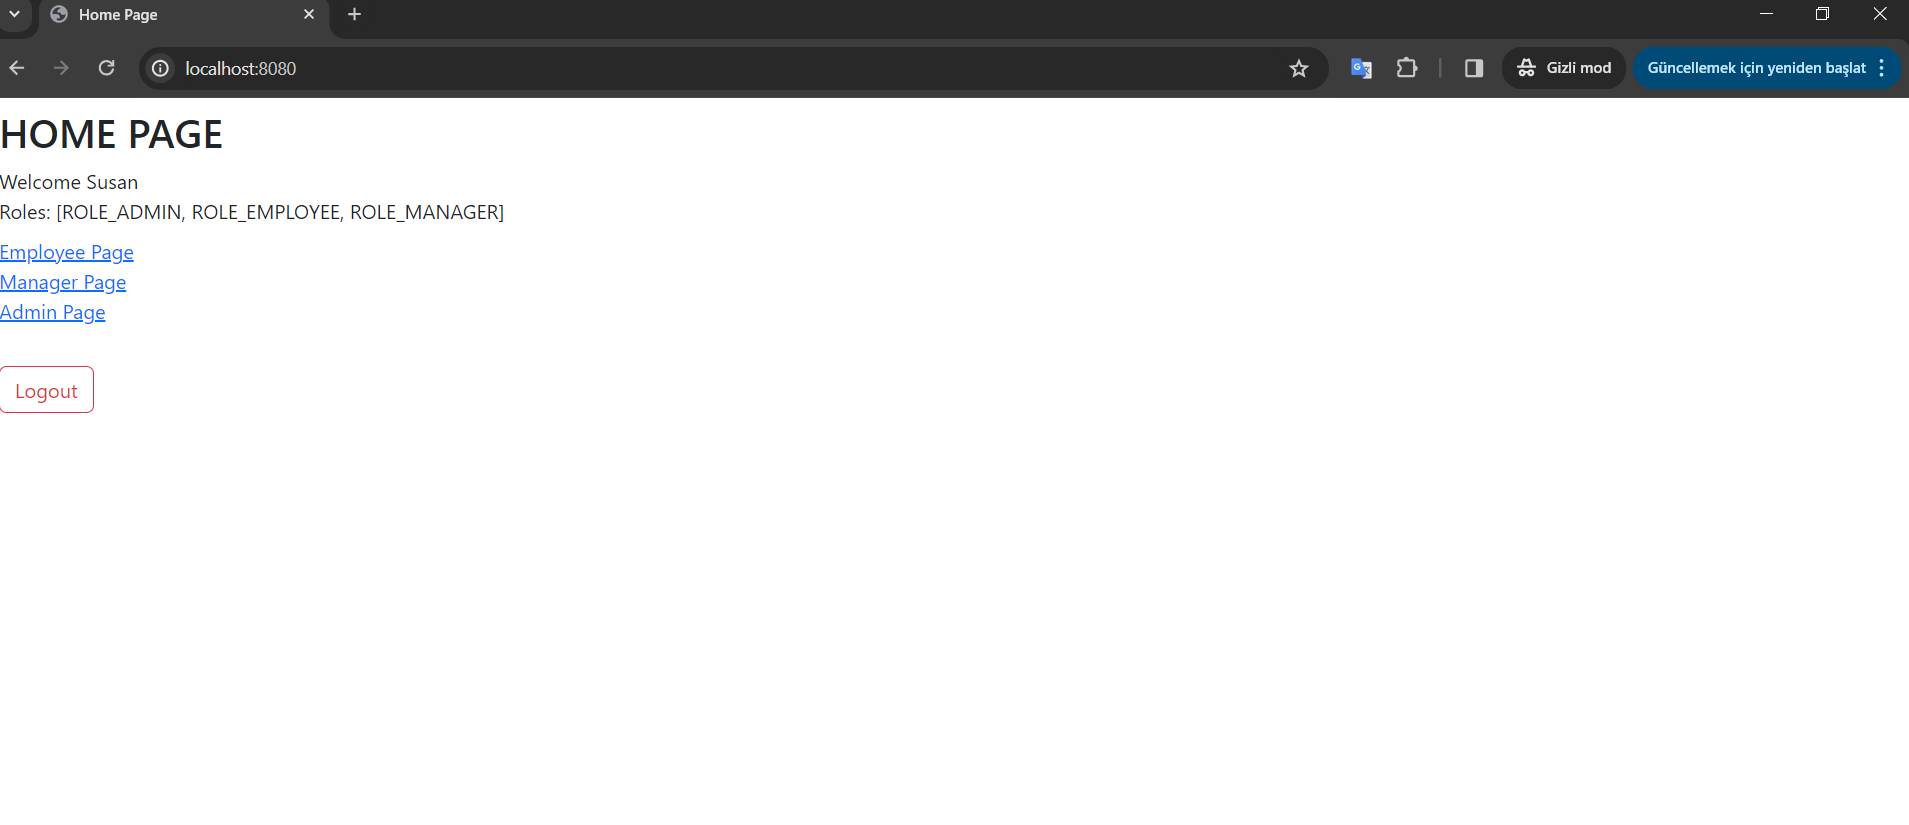 Home Page
localhost:8080
Gizli mod
Güncellemek için yeniden başlat
HOME PAGE
Welcome Susan
Roles: [ROLE_ADMIN, ROLE_EMPLOYEE, ROLE_MANAGER]
Employee Page
Manager Page
Admin Page
Logout